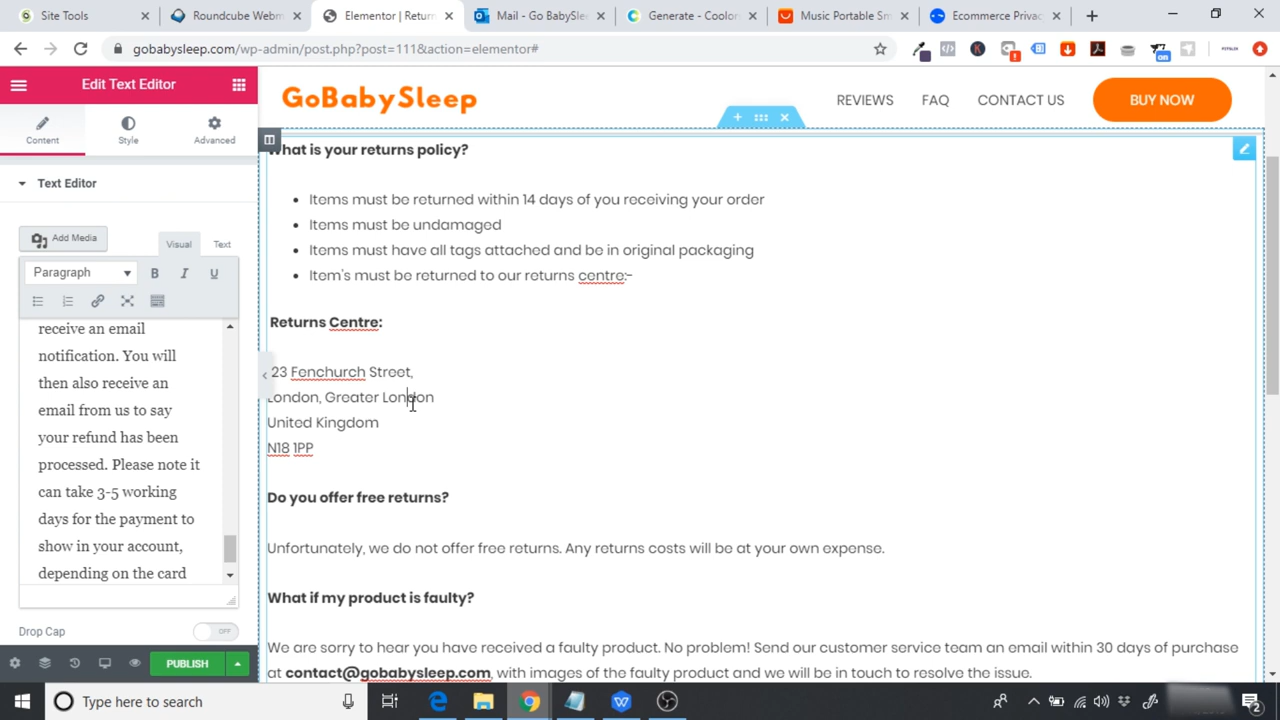 Site Tools
Roundcube Webm
Elementor | Return
Mail - Go BabySle
Generate - Coolor
Music Portable Sm
Ecommerce Privac
gobabysleep.com/wp-admin/post.php?post=111&action=elementor#
Edit Text Editor
Content
Style
Advanced
Text Editor
Add Media
Visual
Text
Paragraph
B
I
U
receive an email
notification. You will
then also receive an
email from us to say
your refund has been
processed. Please note it
can take 3-5 working
days for the payment to
show in your account,
depending on the card
Drop Cap
OFF
PUBLISH
GoBabySleep
REVIEWS
FAQ
CONTACT US
BUY NOW
What is your returns policy?
Items must be returned within 14 days of you receiving your order
Items must be undamaged
Items must have all tags attached and be in original packaging
Item's must be returned to our returns centre:-
Returns Centre:
23 Fenchurch Street,
London, Greater London
United Kingdom
N18 1PP
Do you offer free returns?
Unfortunately, we do not offer free returns. Any returns costs will be at your own expense.
What if my product is faulty?
We are sorry to hear you have received a faulty product. No problem! Send our customer service team an email within 30 days of purchase
at contact@gobabysleep.com, with images of the faulty product and we will be in touch to resolve the issue.
Type here to search
2